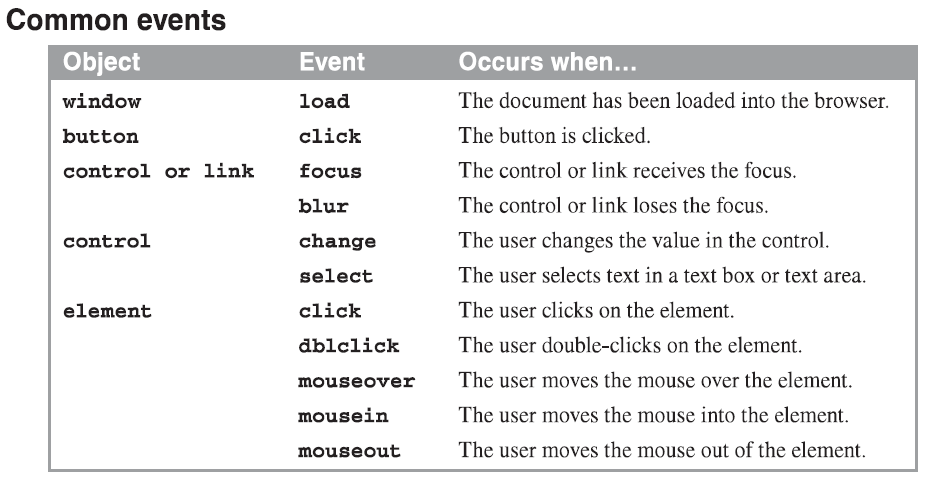 Common events
Object Event Occurs when...
window load The document has been loaded into the browser.
button click The button is clicked.
control or link focus The control or link receives the focus.
blur The control or link loses the focus.
control change The user changes the value in the control.
select The user selects text in a text box or text area.
element click The user clicks on the element.
dblclick The user double-clicks on the element.
mouseover The user moves the mouse over the element.
mousein The user moves the mouse into the element.
mouseout The user moves the mouse out of the element.